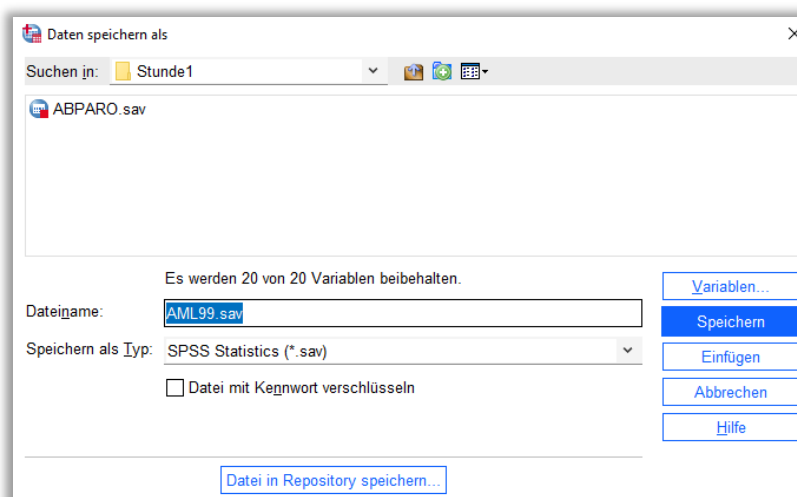 Daten speichern als
Suchen in: Stunde1
ABPARO.sav
Es werden 20 von 20 Variablen beibehalten.
Variablen...
Dateiname: AML99.sav
Speichern
Speichern als Typ: SPSS Statistics (*.sav)
Einfügen
Datei mit Kennwort verschlüsseln
Abbrechen
Hilfe
Datei in Repository speichern...